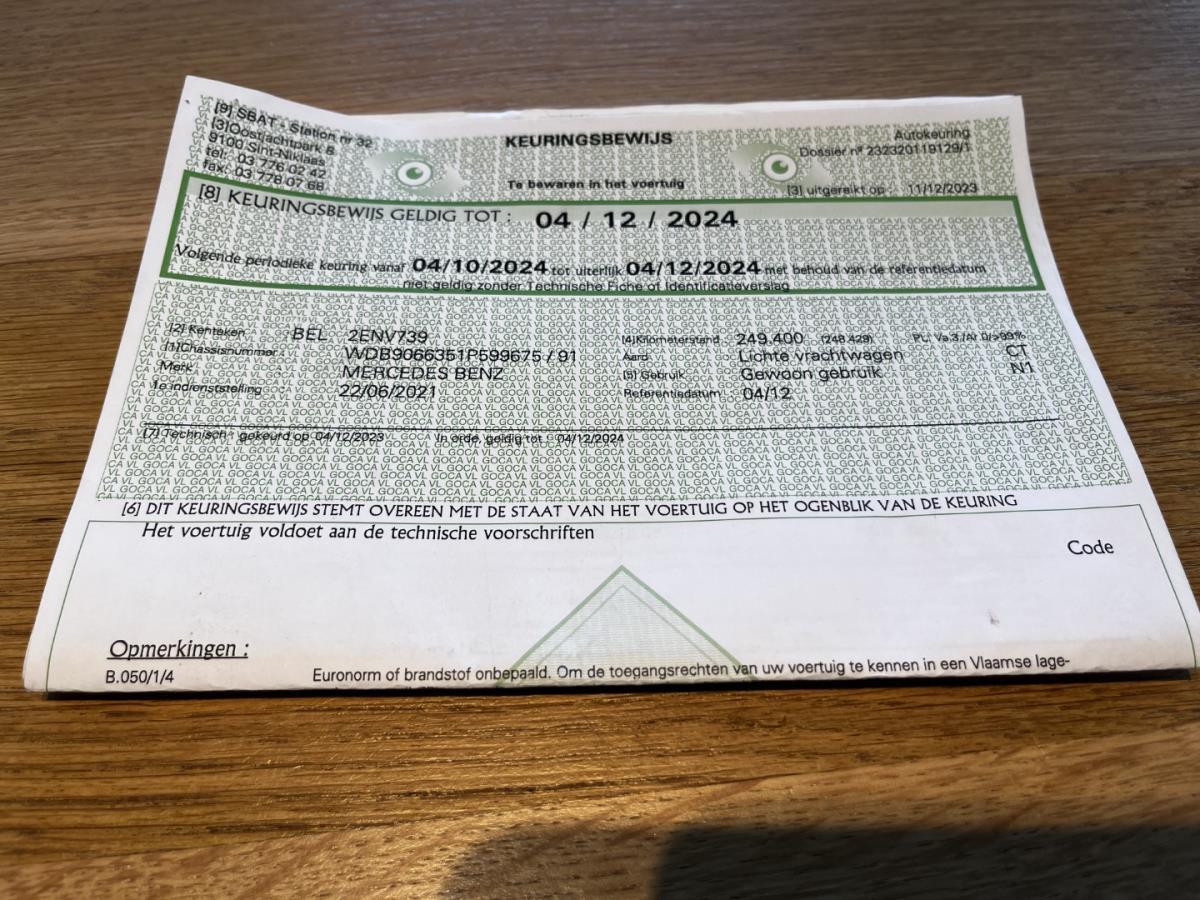 [9] SBAT - Station nr 32
[3]Oostjachtpark 8
9100 Sint-Niklaas
tel.: 03 776 02 42
fax.: 03 778 07 68
KEURINGSBEWIJS
Te bewaren in het voertuig
Autokeuring
Dossier nº 232320119129/1
[3] uitgereikt op : 11/12/2023
[8] KEURINGSBEWIJS GELDIG TOT : 04 / 12 / 2024
Volgende periodieke keuring vanaf 04/10/2024 tot uiterlijk 04/12/2024 met behoud van de referentiedatum
niet geldig zonder Technische Fiche of Identificatieverslag
[2] Kenteken BEL 2ENV739
[1]Chassisnummer WDB9066351P599675 / 91
Merk MERCEDES BENZ
1e indienststelling 22/06/2021
[4]Kilometerstand 249.400 (248.429)
Aard Lichte vrachtwagen CT
[5] Gebruik Gewoon gebruik N1
Referentiedatum 04/12
[7] Technisch : gekeurd op 04/12/2023 In orde, geldig tot : 04/12/2024
[6] DIT KEURINGSBEWIJS STEMT OVEREEN MET DE STAAT VAN HET VOERTUIG OP HET OGENBLIK VAN DE KEURING
Het voertuig voldoet aan de technische voorschriften
Code
Opmerkingen :
B.050/1/4 Euronorm of brandstof onbepaald. Om de toegangsrechten van uw voertuig te kennen in een Vlaamse lage-